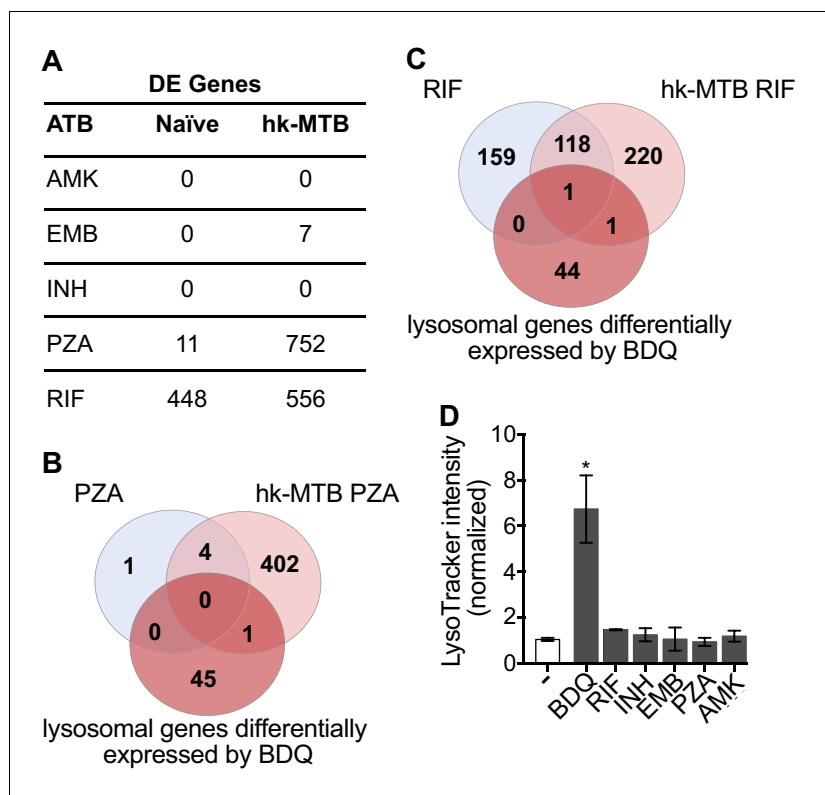 A
DE Genes
ATB Naïve hk-MTB
AMK 0 0
EMB 0 7
INH 0 0
PZA 11 752
RIF 448 556
B
PZA hk-MTB PZA
1 4 402
0
0 1
45
lysosomal genes differentially
expressed by BDQ
C
RIF hk-MTB RIF
159 118 220
1
0 1
44
lysosomal genes differentially
expressed by BDQ
D
LysoTracker intensity
(normalized)
10
8
6
4
2
0
*
- BDQ RIF INH EMB PZA AMK